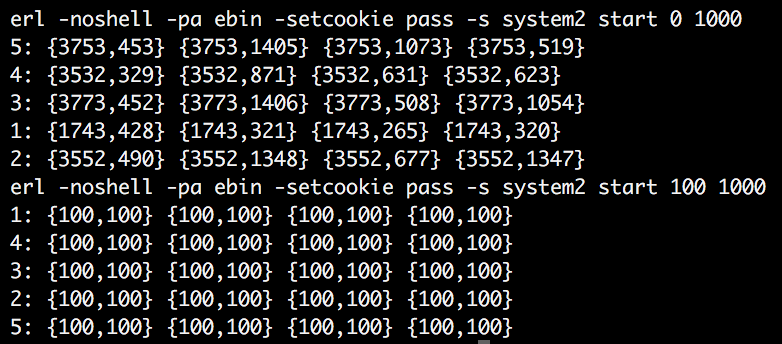 erl -noshell -pa ebin -setcookie pass -s system2 start 0 1000
5: {3753,453} {3753,1405} {3753,1073} {3753,519}
4: {3532,329} {3532,871} {3532,631} {3532,623}
3: {3773,452} {3773,1406} {3773,508} {3773,1054}
1: {1743,428} {1743,321} {1743,265} {1743,320}
2: {3552,490} {3552,1348} {3552,677} {3552,1347}
erl -noshell -pa ebin -setcookie pass -s system2 start 100 1000
1: {100,100} {100,100} {100,100} {100,100}
4: {100,100} {100,100} {100,100} {100,100}
3: {100,100} {100,100} {100,100} {100,100}
2: {100,100} {100,100} {100,100} {100,100}
5: {100,100} {100,100} {100,100} {100,100}